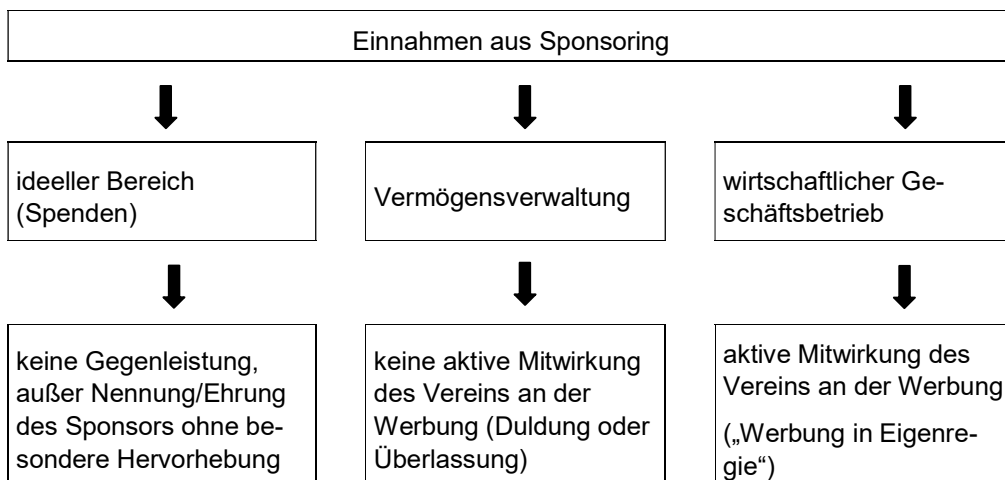 Einnahmen aus Sponsoring
ideeller Bereich
(Spenden)
Vermögensverwaltung
wirtschaftlicher Ge-
schäftsbetrieb
keine Gegenleistung,
außer Nennung/Ehrung
des Sponsors ohne be-
sondere Hervorhebung
keine aktive Mitwirkung
des Vereins an der
Werbung (Duldung oder
Überlassung)
aktive Mitwirkung des
Vereins an der Werbung
(„Werbung in Eigenre-
gie“)